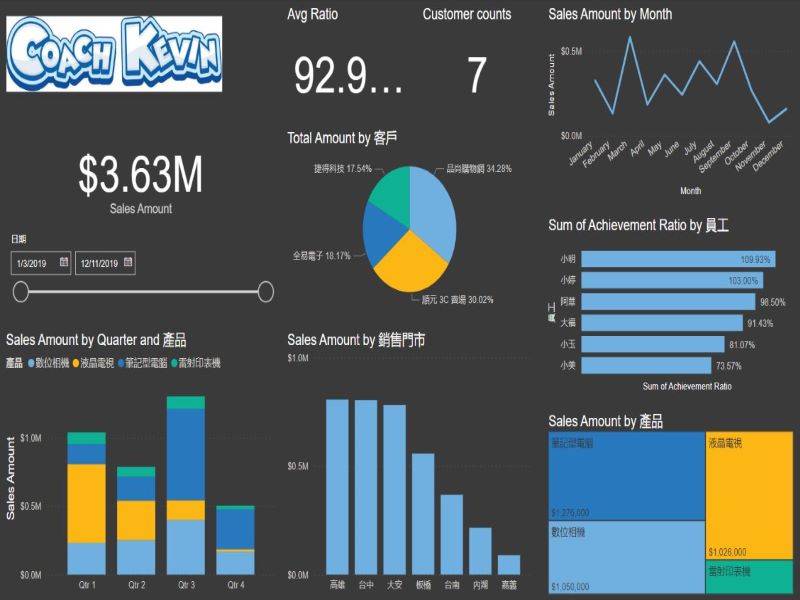 COACH KEVIN
$3.63M
Sales Amount
日期
1/3/2019
12/11/2019
Avg Ratio
92.9...
Customer counts
7
Total Amount by 客戶
捷得科技 17.54%
品尚購物網 34.28%
全易電子 18.17%
順元 3C 賣場 30.02%
Sales Amount by Month
Sales Amount
$0.5M
$0.0M
January
February
March
April
May
June
July
August
September
October
November
December
Month
Sum of Achievement Ratio by 員工
員工
小明 109.93%
小婷 103.00%
阿華 98.50%
大福 91.43%
小玉 81.07%
小美 73.57%
Sum of Achievement Ratio
Sales Amount by Quarter and 產品
產品 數位相機 液晶電視 筆記型電腦 雷射印表機
Sales Amount
$1.0M
$0.5M
$0.0M
Qtr 1 Qtr 2 Qtr 3 Qtr 4
Sales Amount by 銷售門市
$1.0M
$0.5M
$0.0M
高雄 台中 大安 板橋 台南 內湖 嘉義
Sales Amount by 產品
筆記型電腦
$1,276,000
數位相機
$1,050,000
液晶電視
$1,026,000
雷射印表機